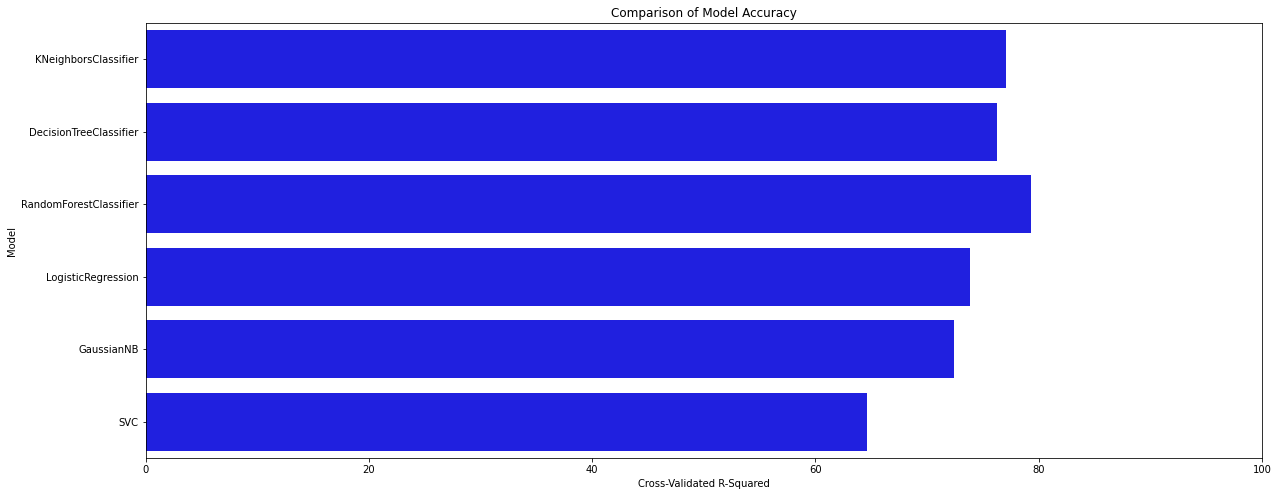 Comparison of Model Accuracy
Model
KNeighborsClassifier
DecisionTreeClassifier
RandomForestClassifier
LogisticRegression
GaussianNB
SVC
0 20 40 60 80 100
Cross-Validated R-Squared